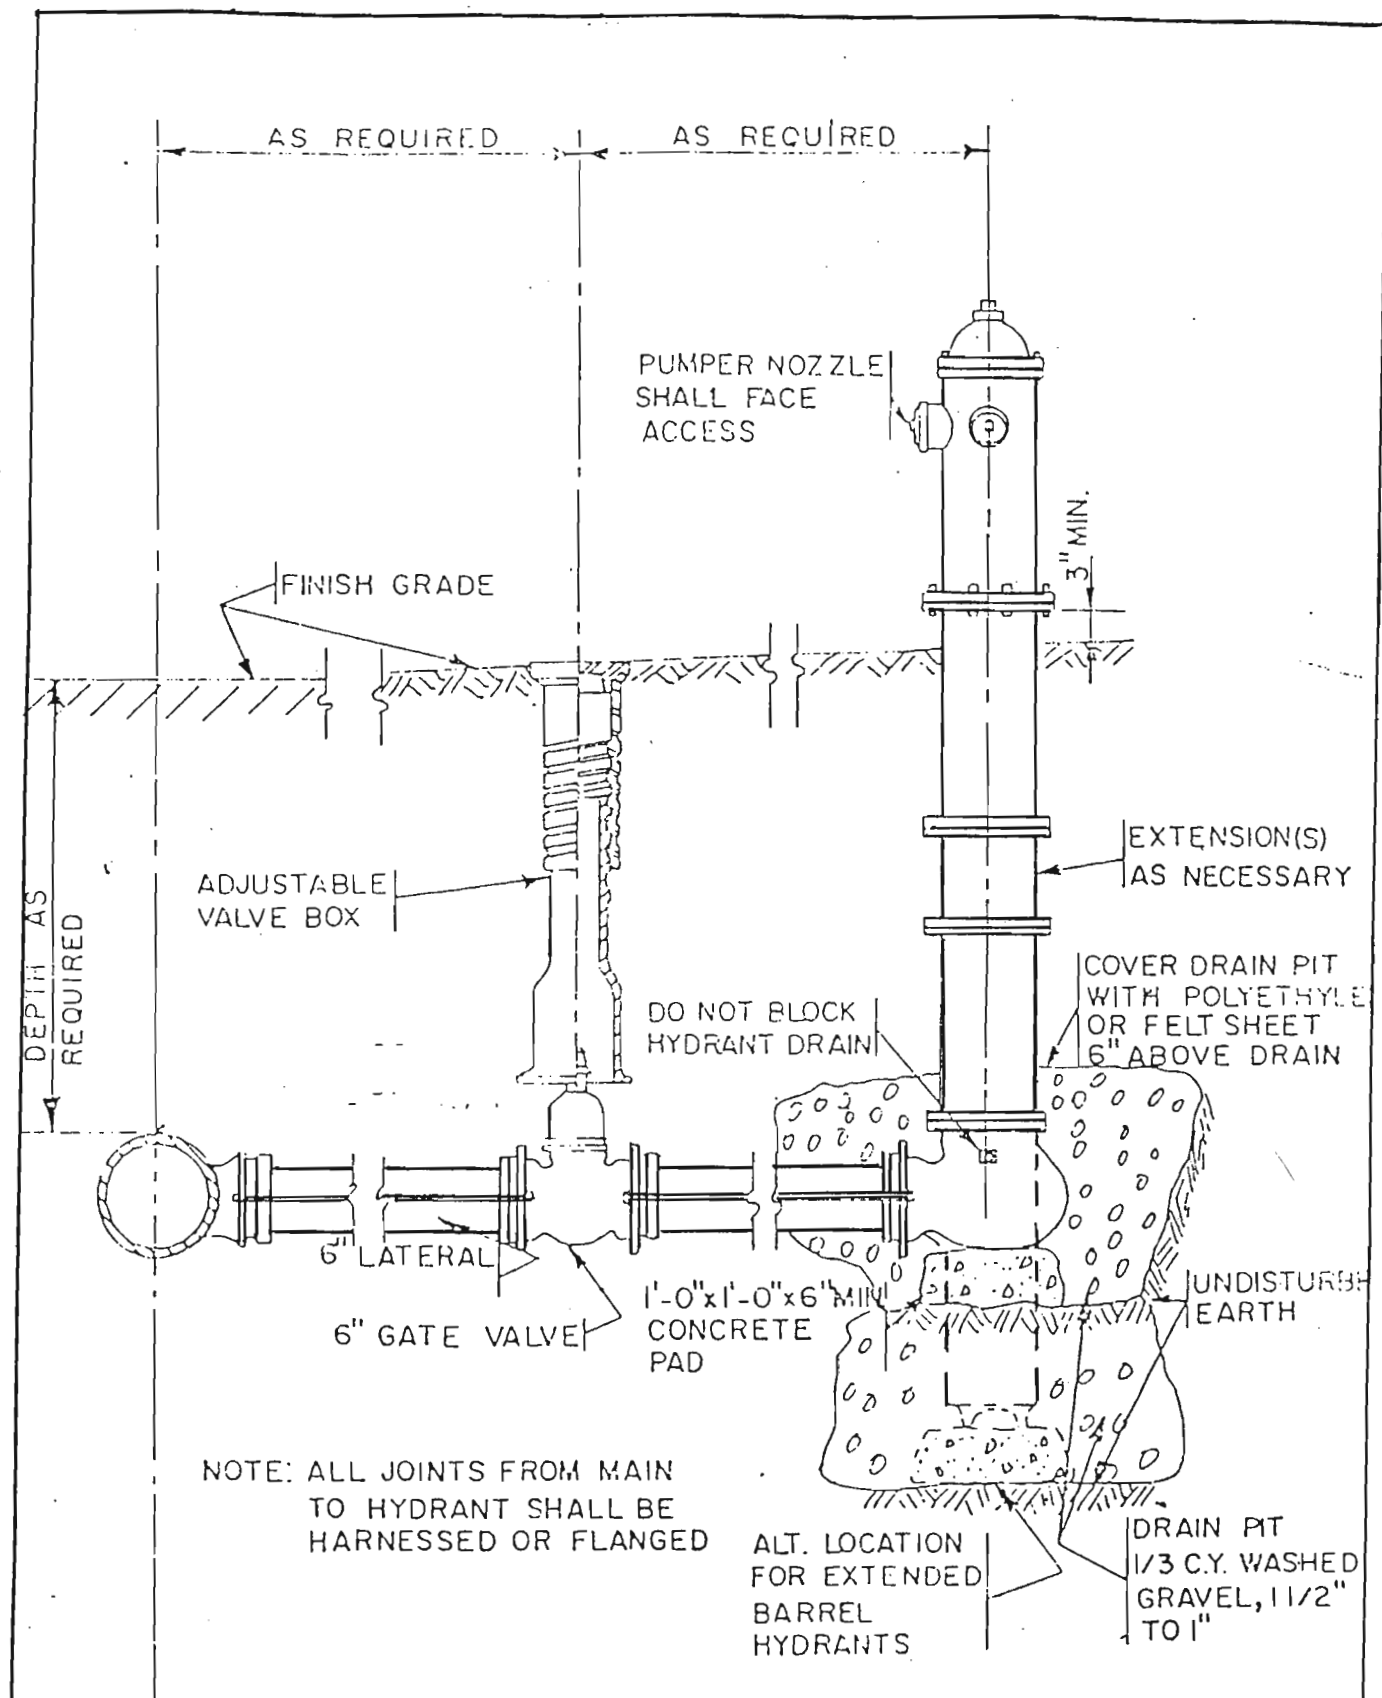 AS REQUIRED
AS REQUIRED
PUMPER NOZZLE
SHALL FACE
ACCESS
3" MIN.
FINISH GRADE
EXTENSION(S)
AS NECESSARY
ADJUSTABLE
VALVE BOX
DEPTH AS
REQUIRED
COVER DRAIN PIT
WITH POLYETHYLE
OR FELT SHEET
6" ABOVE DRAIN
DO NOT BLOCK
HYDRANT DRAIN
6" LATERAL
6" GATE VALVE
1'-0"x1'-0"x6" MIN
CONCRETE
PAD
UNDISTURBE
EARTH
NOTE: ALL JOINTS FROM MAIN
TO HYDRANT SHALL BE
HARNESSED OR FLANGED
ALT. LOCATION
FOR EXTENDED
BARREL
HYDRANTS
DRAIN PIT
1/3 C.Y. WASHED
GRAVEL, 1 1/2"
TO 1"